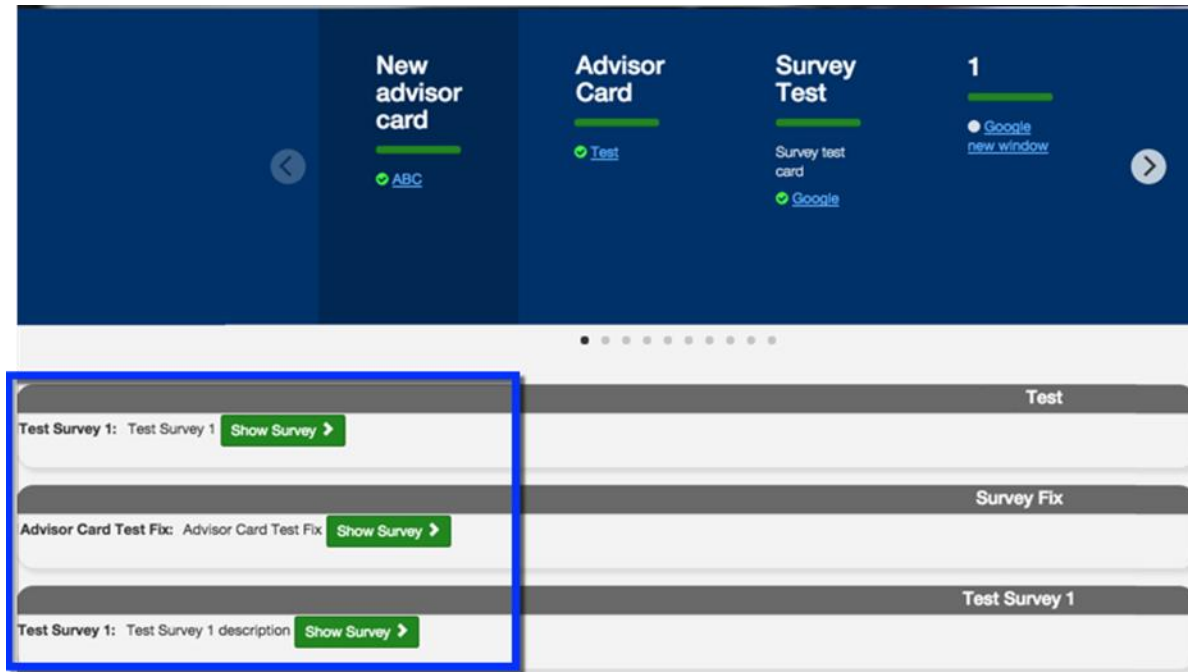 New
advisor
card
ABC
Advisor
Card
Test
Survey
Test
Survey test
card
Google
1
Google
new window
Test
Test Survey 1: Test Survey 1 Show Survey
Survey Fix
Advisor Card Test Fix: Advisor Card Test Fix Show Survey
Test Survey 1
Test Survey 1: Test Survey 1 description Show Survey